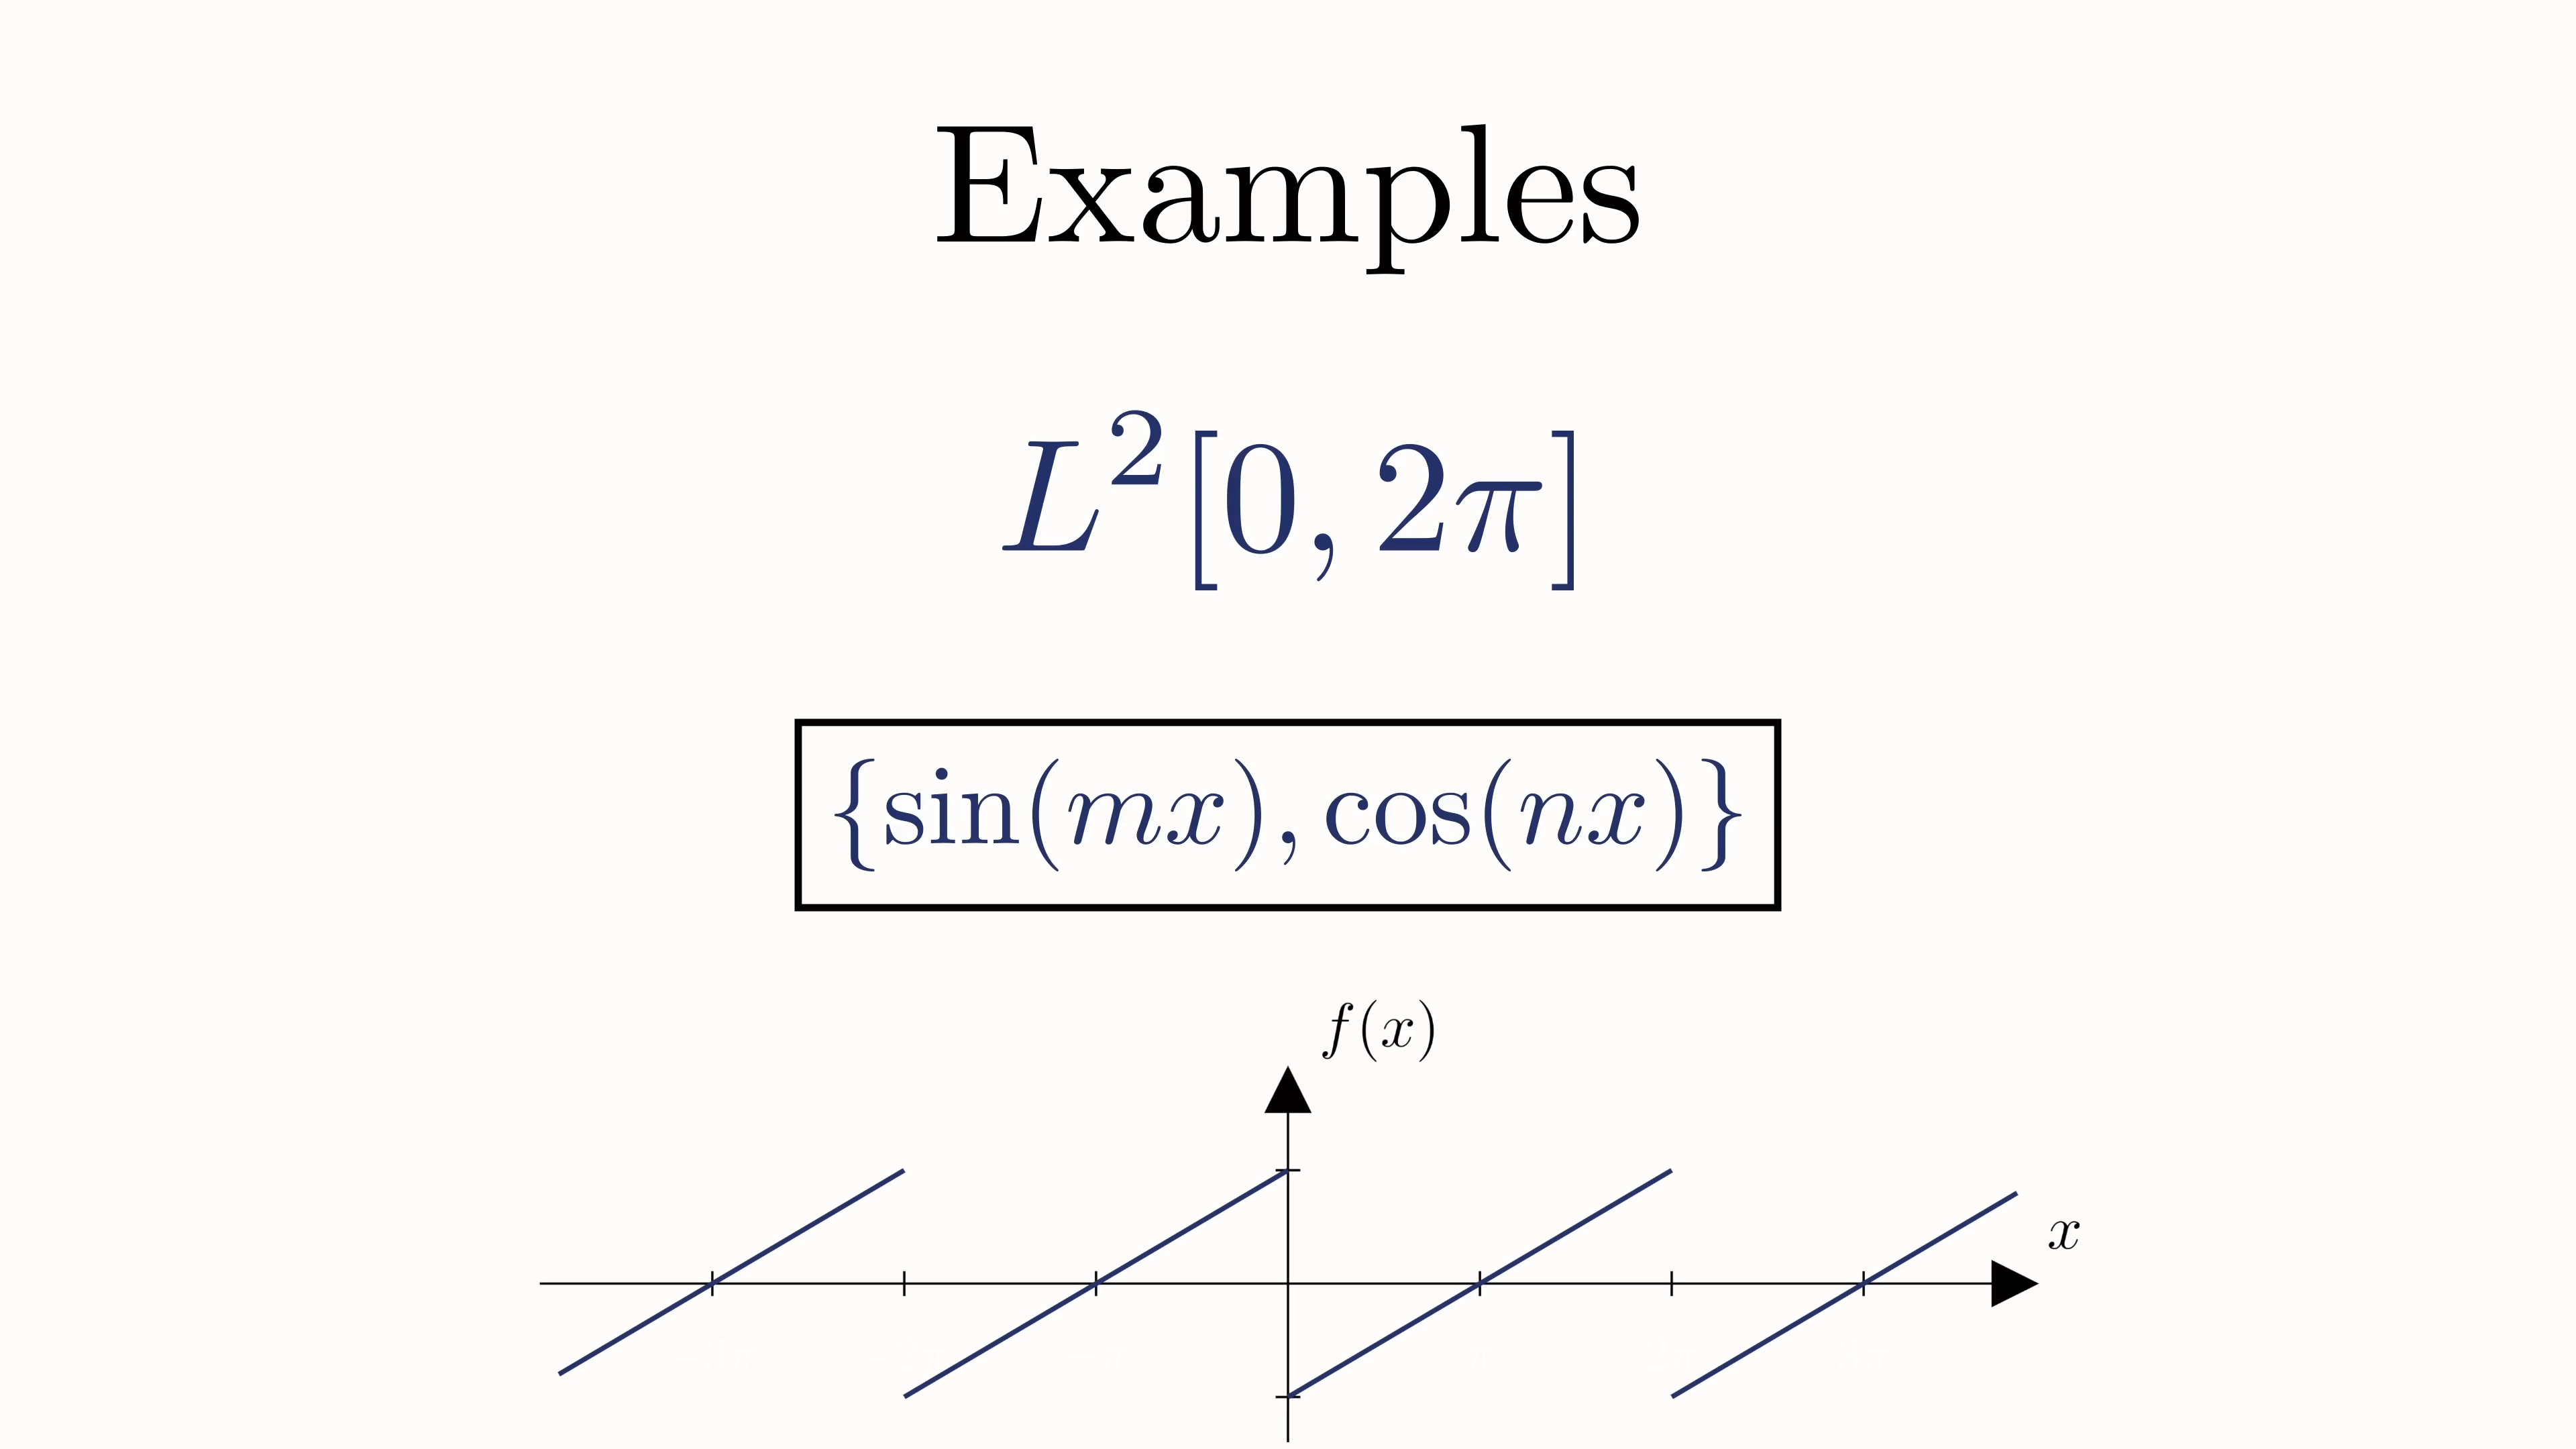 Examples
L²[0, 2π]
{sin(mx), cos(nx)}
f(x)
x